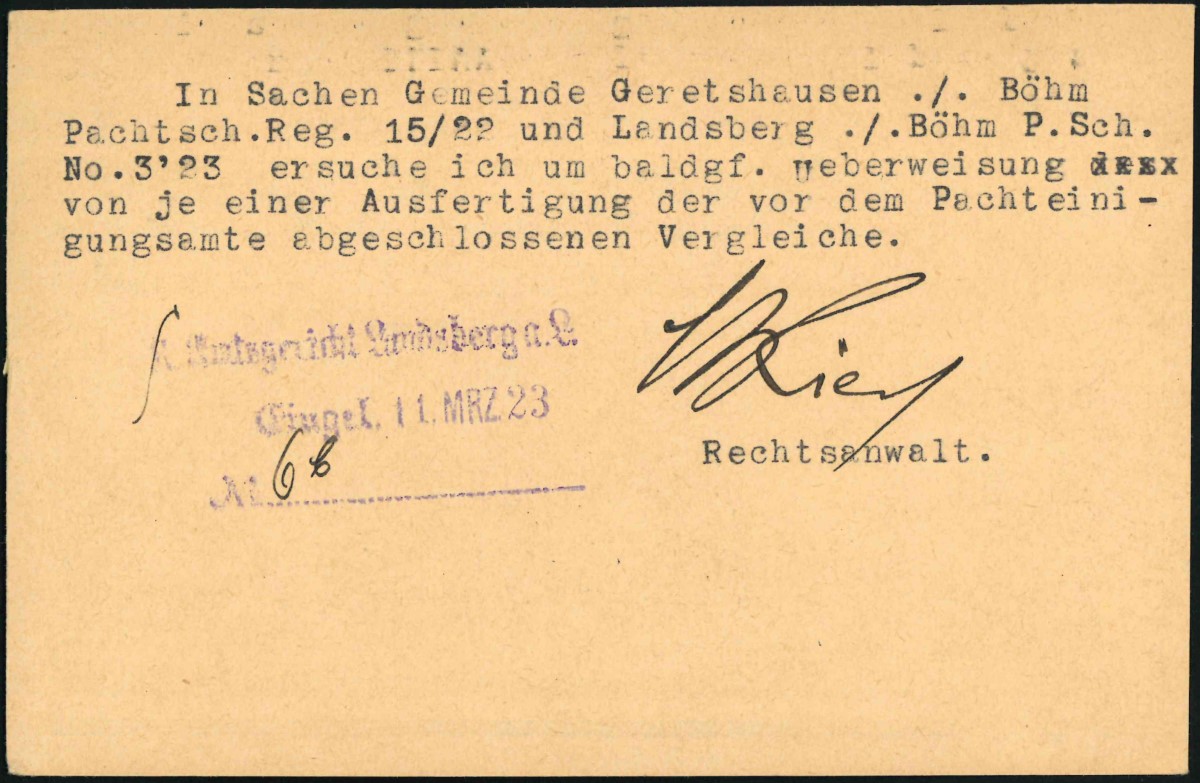 In Sachen Gemeinde Geretshausen ./. Böhm
Pachtsch.Reg. 15/22 und Landsberg ./.Böhm P.Sch.
No.3'23 ersuche ich um baldgf. Ueberweisung
von je einer Ausfertigung der vor dem Pachteini-
gungsamte abgeschlossenen Vergleiche.
Amtsgericht Landsberg a.L.
Eingel. 11. MRZ 23
6
Rechtsanwalt.